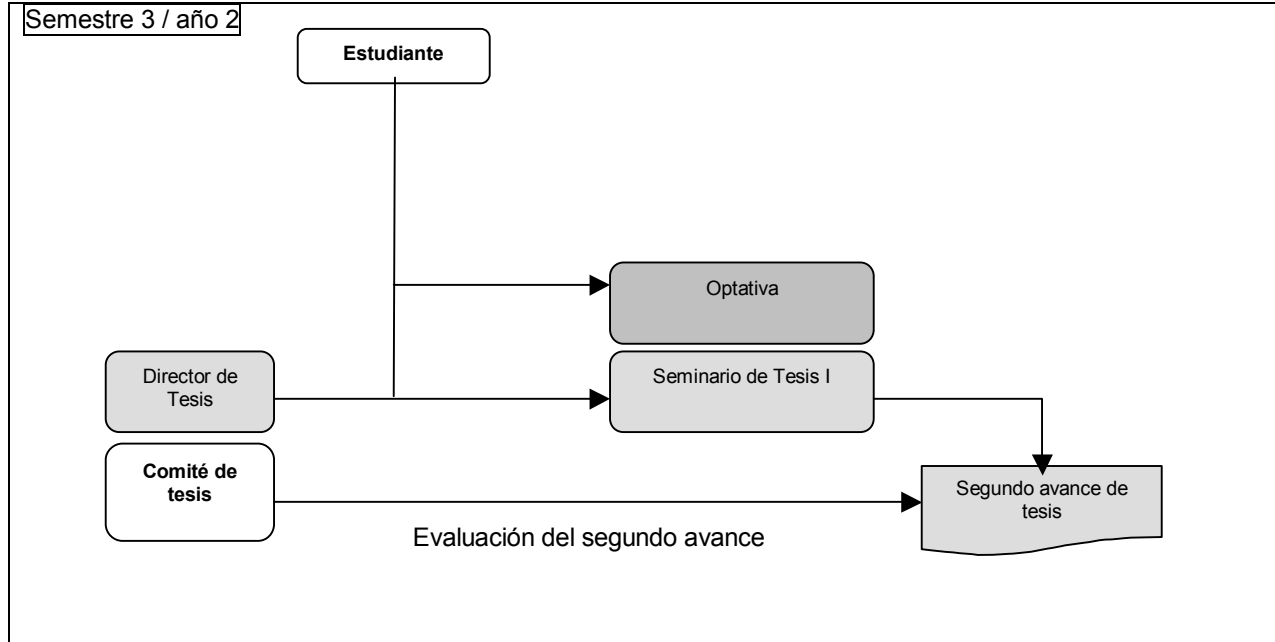 Semestre 3 / año 2
Estudiante
Optativa
Director de
Tesis
Seminario de Tesis I
Comité de
tesis
Segundo avance de
tesis
Evaluación del segundo avance